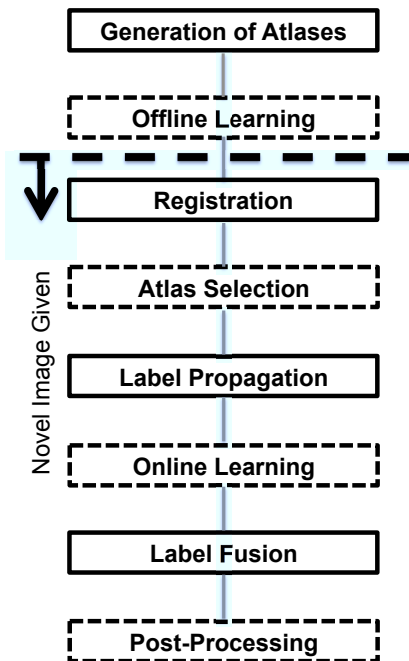 Generation of Atlases
Offline Learning
Registration
Atlas Selection
Label Propagation
Online Learning
Label Fusion
Post-Processing
Novel Image Given